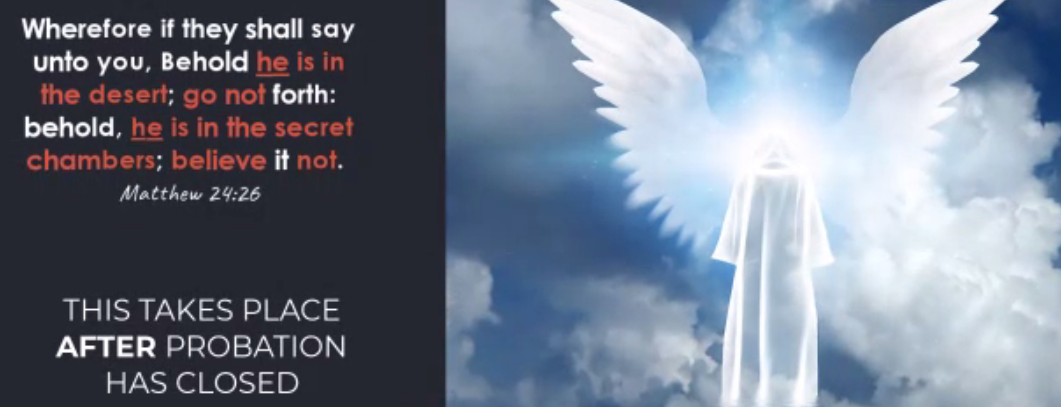 Wherefore if they shall say
unto you, Behold he is in
the desert; go not forth:
behold, he is in the secret
chambers; believe it not.
Matthew 24:26
THIS TAKES PLACE
AFTER PROBATION
HAS CLOSED